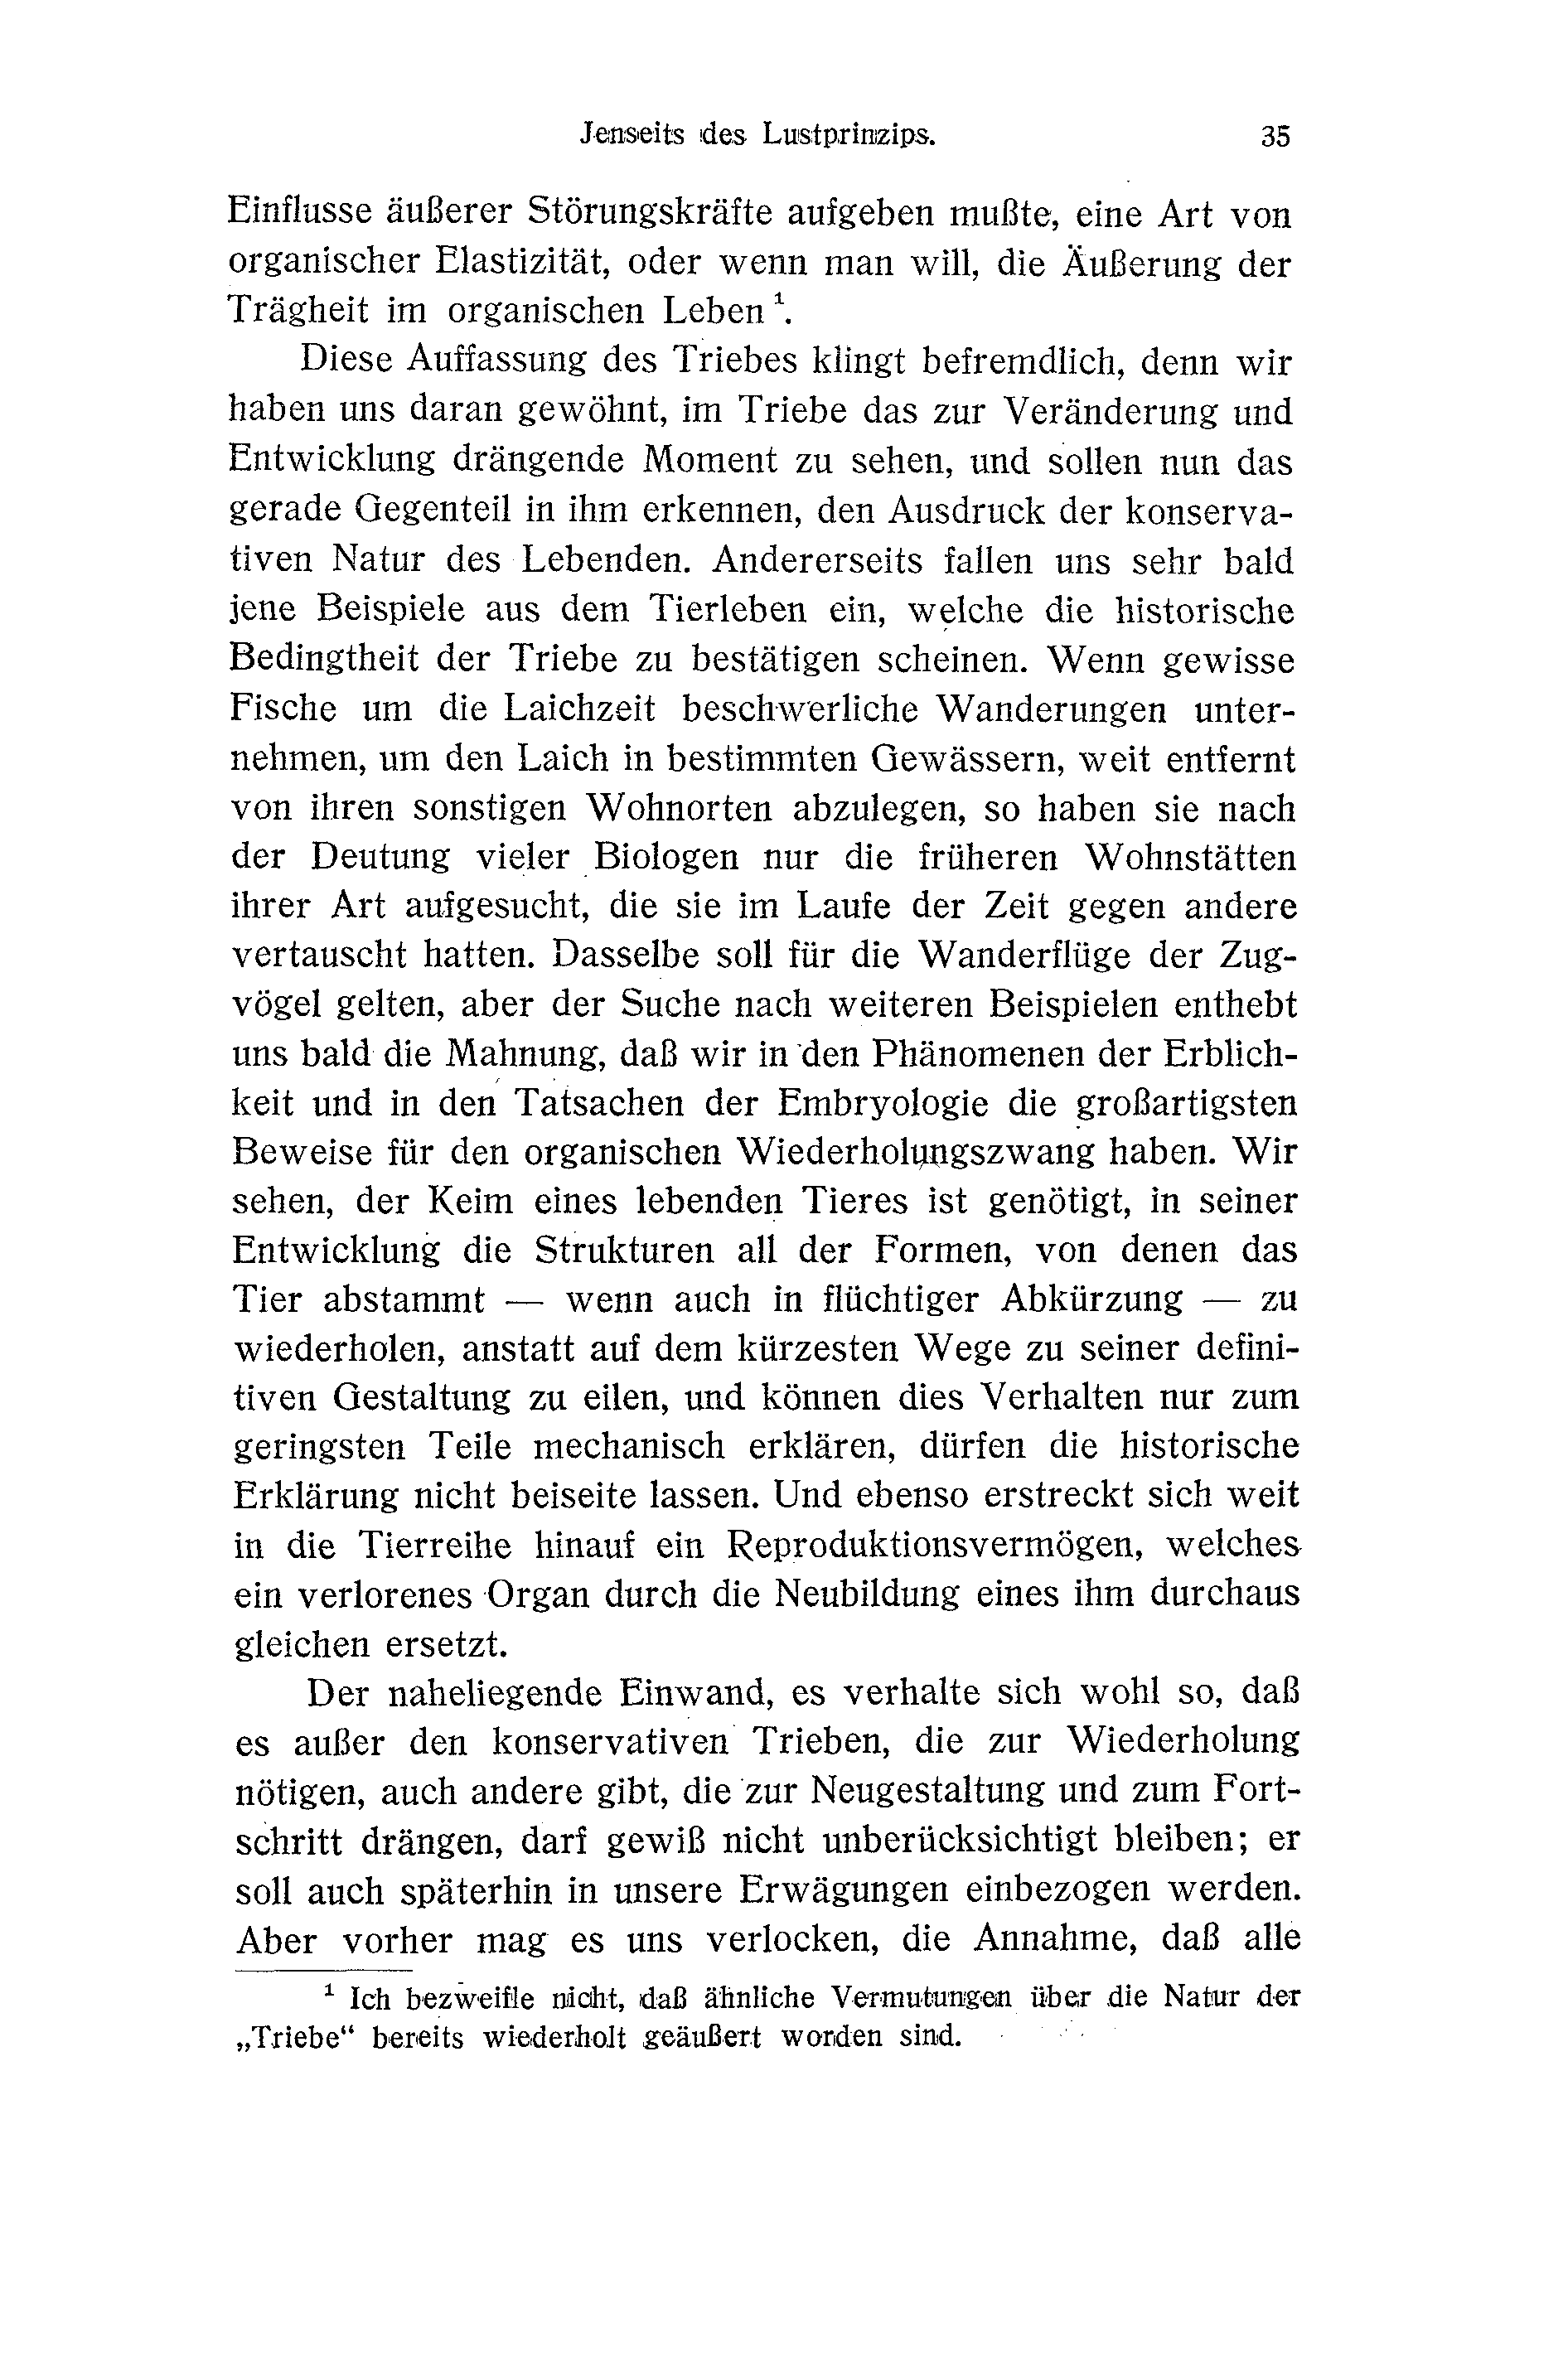 Jenseits des Lustprinzips. 35
Einflusse äußerer Störungskräfte aufgeben mußte, eine Art von
organischer Elastizität, oder wenn man will, die Äußerung der
Trägheit im organischen Leben ¹.
Diese Auffassung des Triebes klingt befremdlich, denn wir
haben uns daran gewöhnt, im Triebe das zur Veränderung und
Entwicklung drängende Moment zu sehen, und sollen nun das
gerade Gegenteil in ihm erkennen, den Ausdruck der konserva-
tiven Natur des Lebenden. Andererseits fallen uns sehr bald
jene Beispiele aus dem Tierleben ein, welche die historische
Bedingtheit der Triebe zu bestätigen scheinen. Wenn gewisse
Fische um die Laichzeit beschwerliche Wanderungen unter-
nehmen, um den Laich in bestimmten Gewässern, weit entfernt
von ihren sonstigen Wohnorten abzulegen, so haben sie nach
der Deutung vieler Biologen nur die früheren Wohnstätten
ihrer Art aufgesucht, die sie im Laufe der Zeit gegen andere
vertauscht hatten. Dasselbe soll für die Wanderflüge der Zug-
vögel gelten, aber der Suche nach weiteren Beispielen enthebt
uns bald die Mahnung, daß wir in den Phänomenen der Erblich-
keit und in den Tatsachen der Embryologie die großartigsten
Beweise für den organischen Wiederholungszwang haben. Wir
sehen, der Keim eines lebenden Tieres ist genötigt, in seiner
Entwicklung die Strukturen all der Formen, von denen das
Tier abstammt — wenn auch in flüchtiger Abkürzung — zu
wiederholen, anstatt auf dem kürzesten Wege zu seiner defini-
tiven Gestaltung zu eilen, und können dies Verhalten nur zum
geringsten Teile mechanisch erklären, dürfen die historische
Erklärung nicht beiseite lassen. Und ebenso erstreckt sich weit
in die Tierreihe hinauf ein Reproduktionsvermögen, welches
ein verlorenes Organ durch die Neubildung eines ihm durchaus
gleichen ersetzt.
Der naheliegende Einwand, es verhalte sich wohl so, daß
es außer den konservativen Trieben, die zur Wiederholung
nötigen, auch andere gibt, die zur Neugestaltung und zum Fort-
schritt drängen, darf gewiß nicht unberücksichtigt bleiben; er
soll auch späterhin in unsere Erwägungen einbezogen werden.
Aber vorher mag es uns verlocken, die Annahme, daß alle
¹ Ich bezweifle nicht, daß ähnliche Vermutungen über die Natur der
„Triebe“ bereits wiederholt geäußert worden sind.